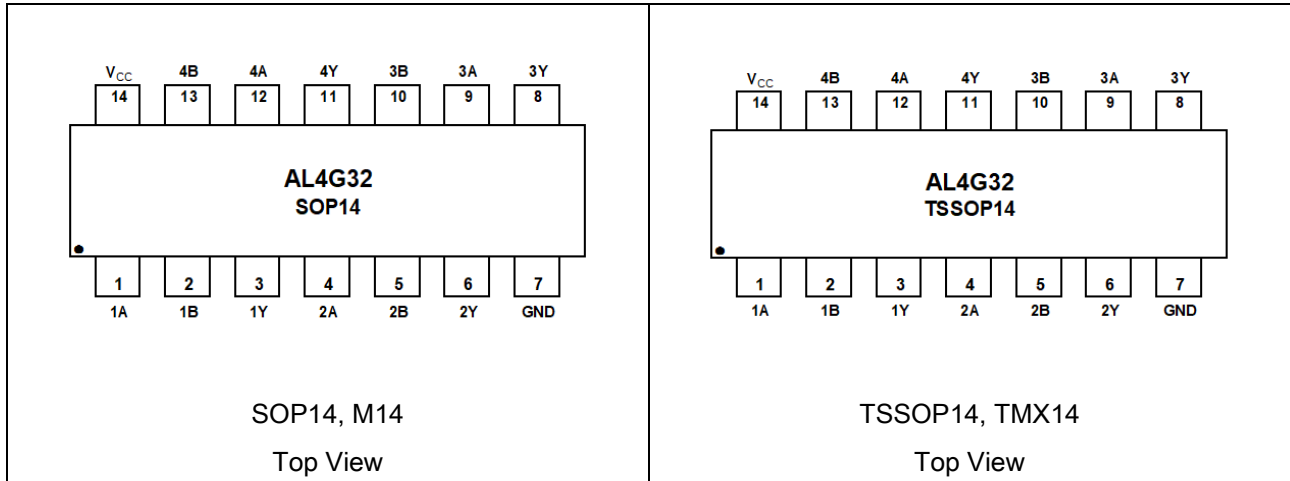 V_CC 4B 4A 4Y 3B 3A 3Y
14 13 12 11 10 9 8
AL4G32
SOP14
1 2 3 4 5 6 7
1A 1B 1Y 2A 2B 2Y GND
SOP14, M14
Top View
V_CC 4B 4A 4Y 3B 3A 3Y
14 13 12 11 10 9 8
AL4G32
TSSOP14
1 2 3 4 5 6 7
1A 1B 1Y 2A 2B 2Y GND
TSSOP14, TMX14
Top View